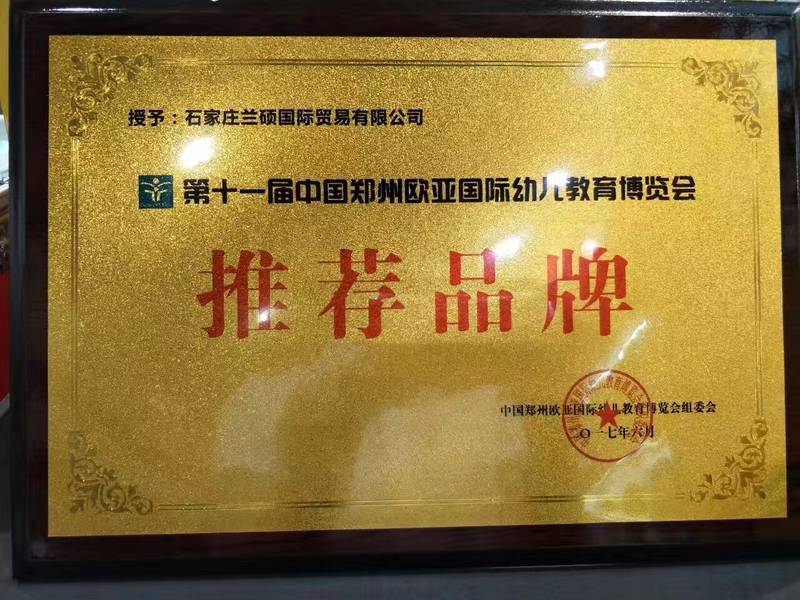 授予：石家庄兰硕国际贸易有限公司
第十一届中国郑州欧亚国际幼儿教育博览会
推荐品牌
中国郑州欧亚国际幼儿教育博览会组委会
二〇一七年六月